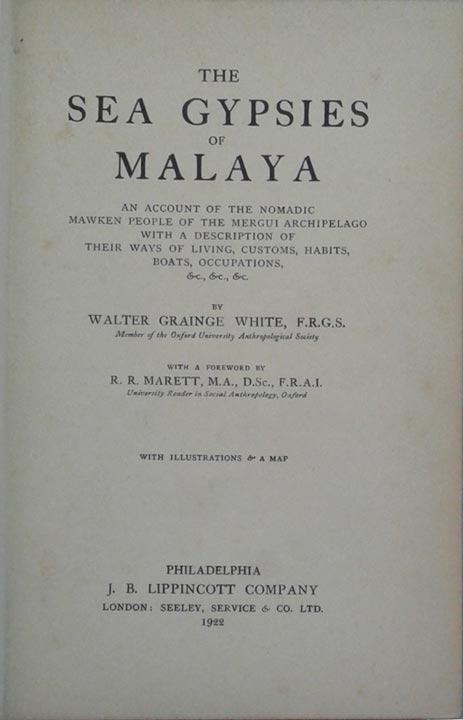 THE
SEA GYPSIES
OF
MALAYA
AN ACCOUNT OF THE NOMADIC
MAWKEN PEOPLE OF THE MERGUI ARCHIPELAGO
WITH A DESCRIPTION OF
THEIR WAYS OF LIVING, CUSTOMS, HABITS,
BOATS, OCCUPATIONS,
&c., &c., &c.
BY
WALTER GRAINGE WHITE, F.R.G.S.
Member of the Oxford University Anthropological Society
WITH A FOREWORD BY
R. R. MARETT, M.A., D.Sc., F.R.A.I.
University Reader in Social Anthropology, Oxford
WITH ILLUSTRATIONS & A MAP
PHILADELPHIA
J. B. LIPPINCOTT COMPANY
LONDON: SEELEY, SERVICE & CO. LTD.
1922